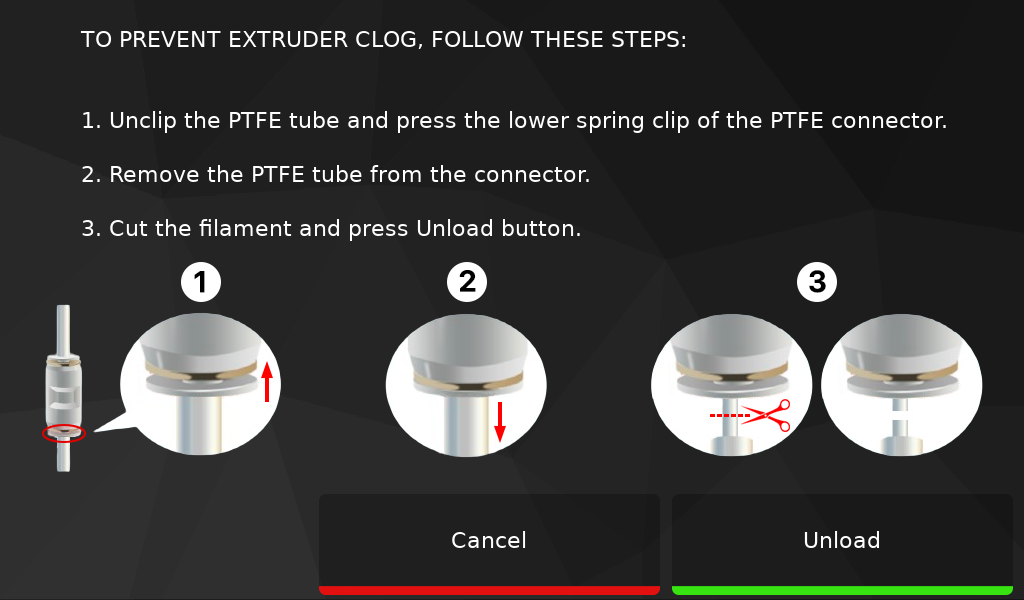 TO PREVENT EXTRUDER CLOG, FOLLOW THESE STEPS:
1. Unclip the PTFE tube and press the lower spring clip of the PTFE connector.
2. Remove the PTFE tube from the connector.
3. Cut the filament and press Unload button.
1 2 3
Cancel Unload